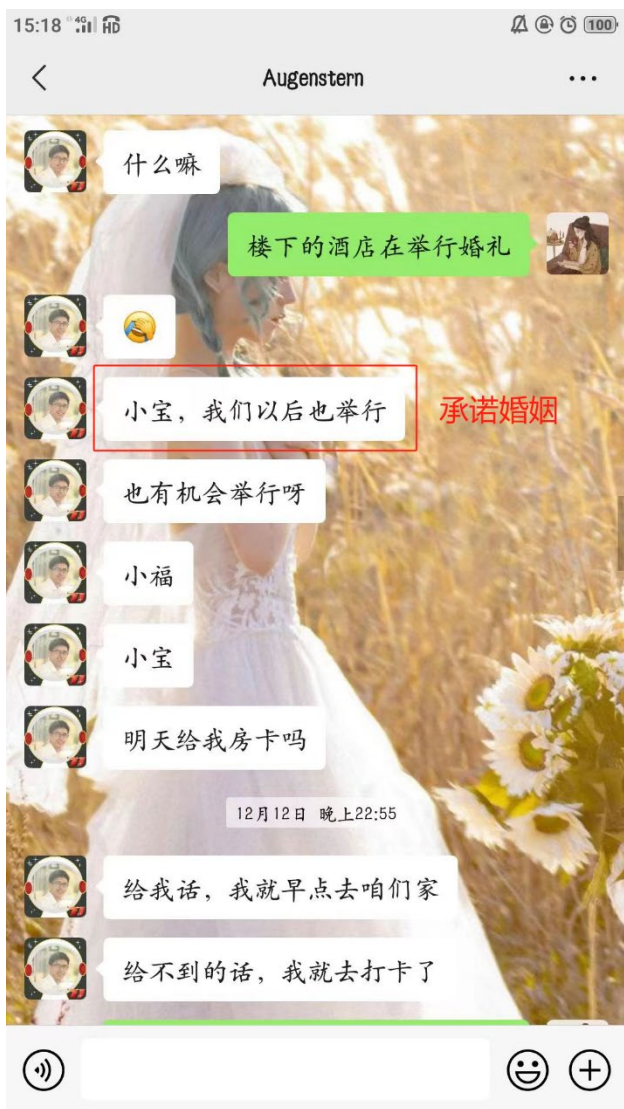 15:18 4G HD 100
Augenstern
什么嘛
楼下的酒店在举行婚礼
小宝，我们以后也举行
承诺婚姻
也有机会举行呀
小福
小宝
明天给我房卡吗
12月12日 晚上22:55
给我话，我就早点去咱们家
给不到的话，我就去打卡了